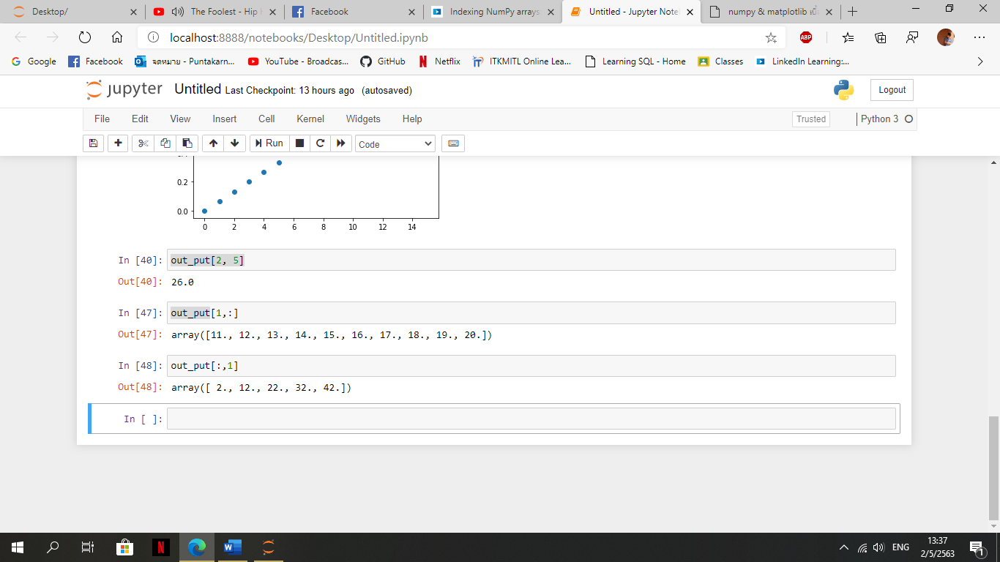 Desktop/
The Foolest - Hip
Facebook
Indexing NumPy arrays
Untitled - Jupyter Note
numpy & matplotlib
localhost:8888/notebooks/Desktop/Untitled.ipynb
ABP
Google
Facebook
จดหมาย - Puntakarn...
YouTube - Broadcas...
GitHub
Netflix
ITKMITL Online Lea...
Learning SQL - Home
Classes
LinkedIn Learning:...
jupyter Untitled Last Checkpoint: 13 hours ago (autosaved)
Logout
File Edit View Insert Cell Kernel Widgets Help
Trusted
Python 3
Run
Code
0.2
0.0
0 2 4 6 8 10 12 14
In [40]: out_put[2, 5]
Out[40]: 26.0
In [47]: out_put[1,:]
Out[47]: array([11., 12., 13., 14., 15., 16., 17., 18., 19., 20.])
In [48]: out_put[:,1]
Out[48]: array([ 2., 12., 22., 32., 42.])
In [ ]:
ENG
13:37
2/5/2563
1